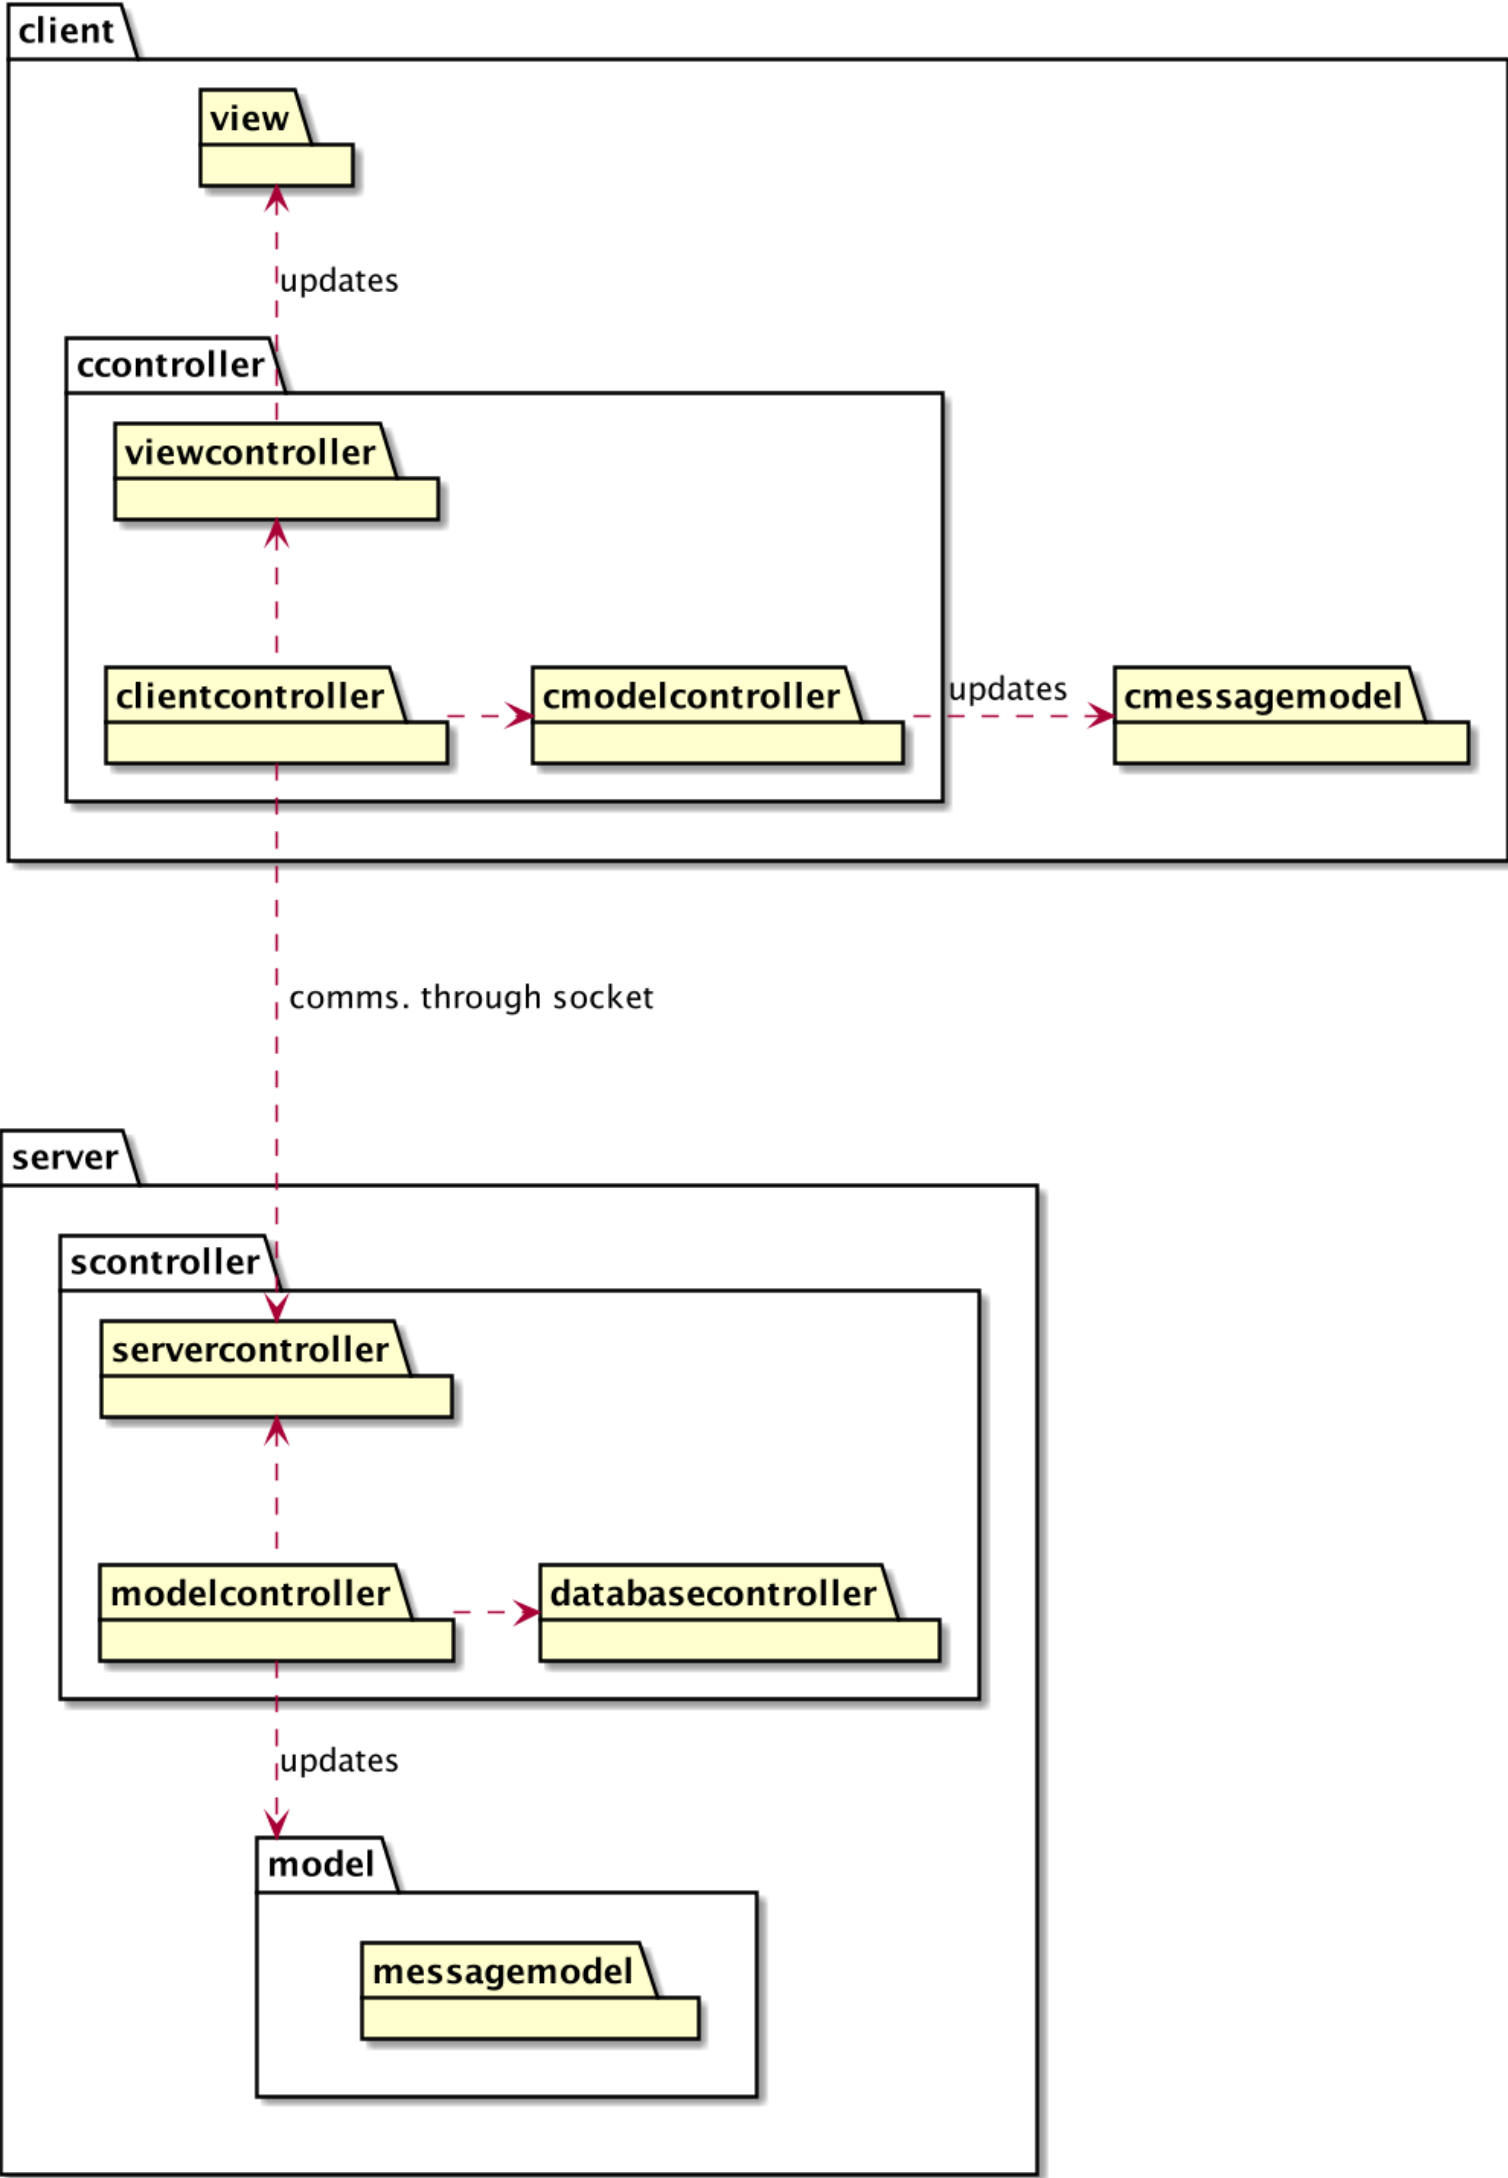 client
view
updates
ccontroller
viewcontroller
clientcontroller
cmodelcontroller
updates
cmessagemodel
comms. through socket
server
scontroller
servercontroller
modelcontroller
databasecontroller
updates
model
messagemodel